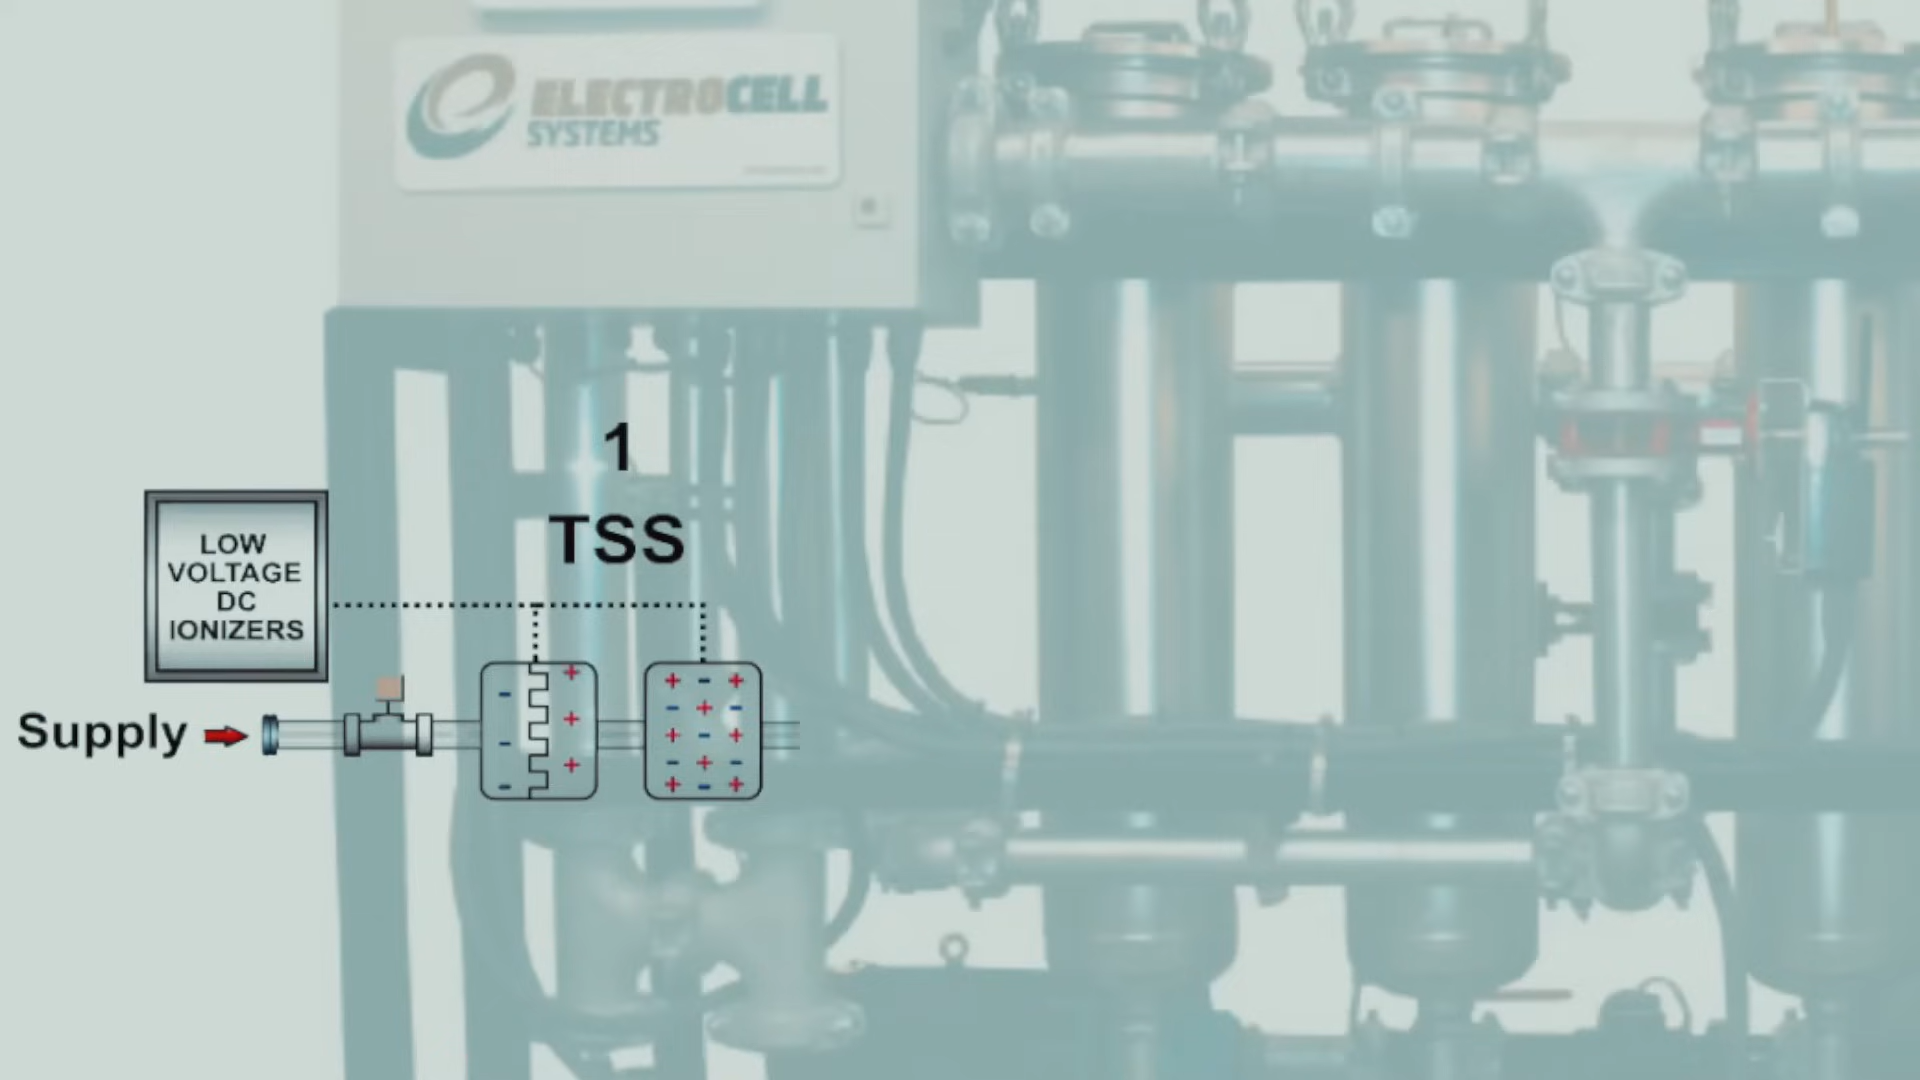 ELECTROCELL
SYSTEMS
1
TSS
LOW
VOLTAGE
DC
IONIZERS
Supply